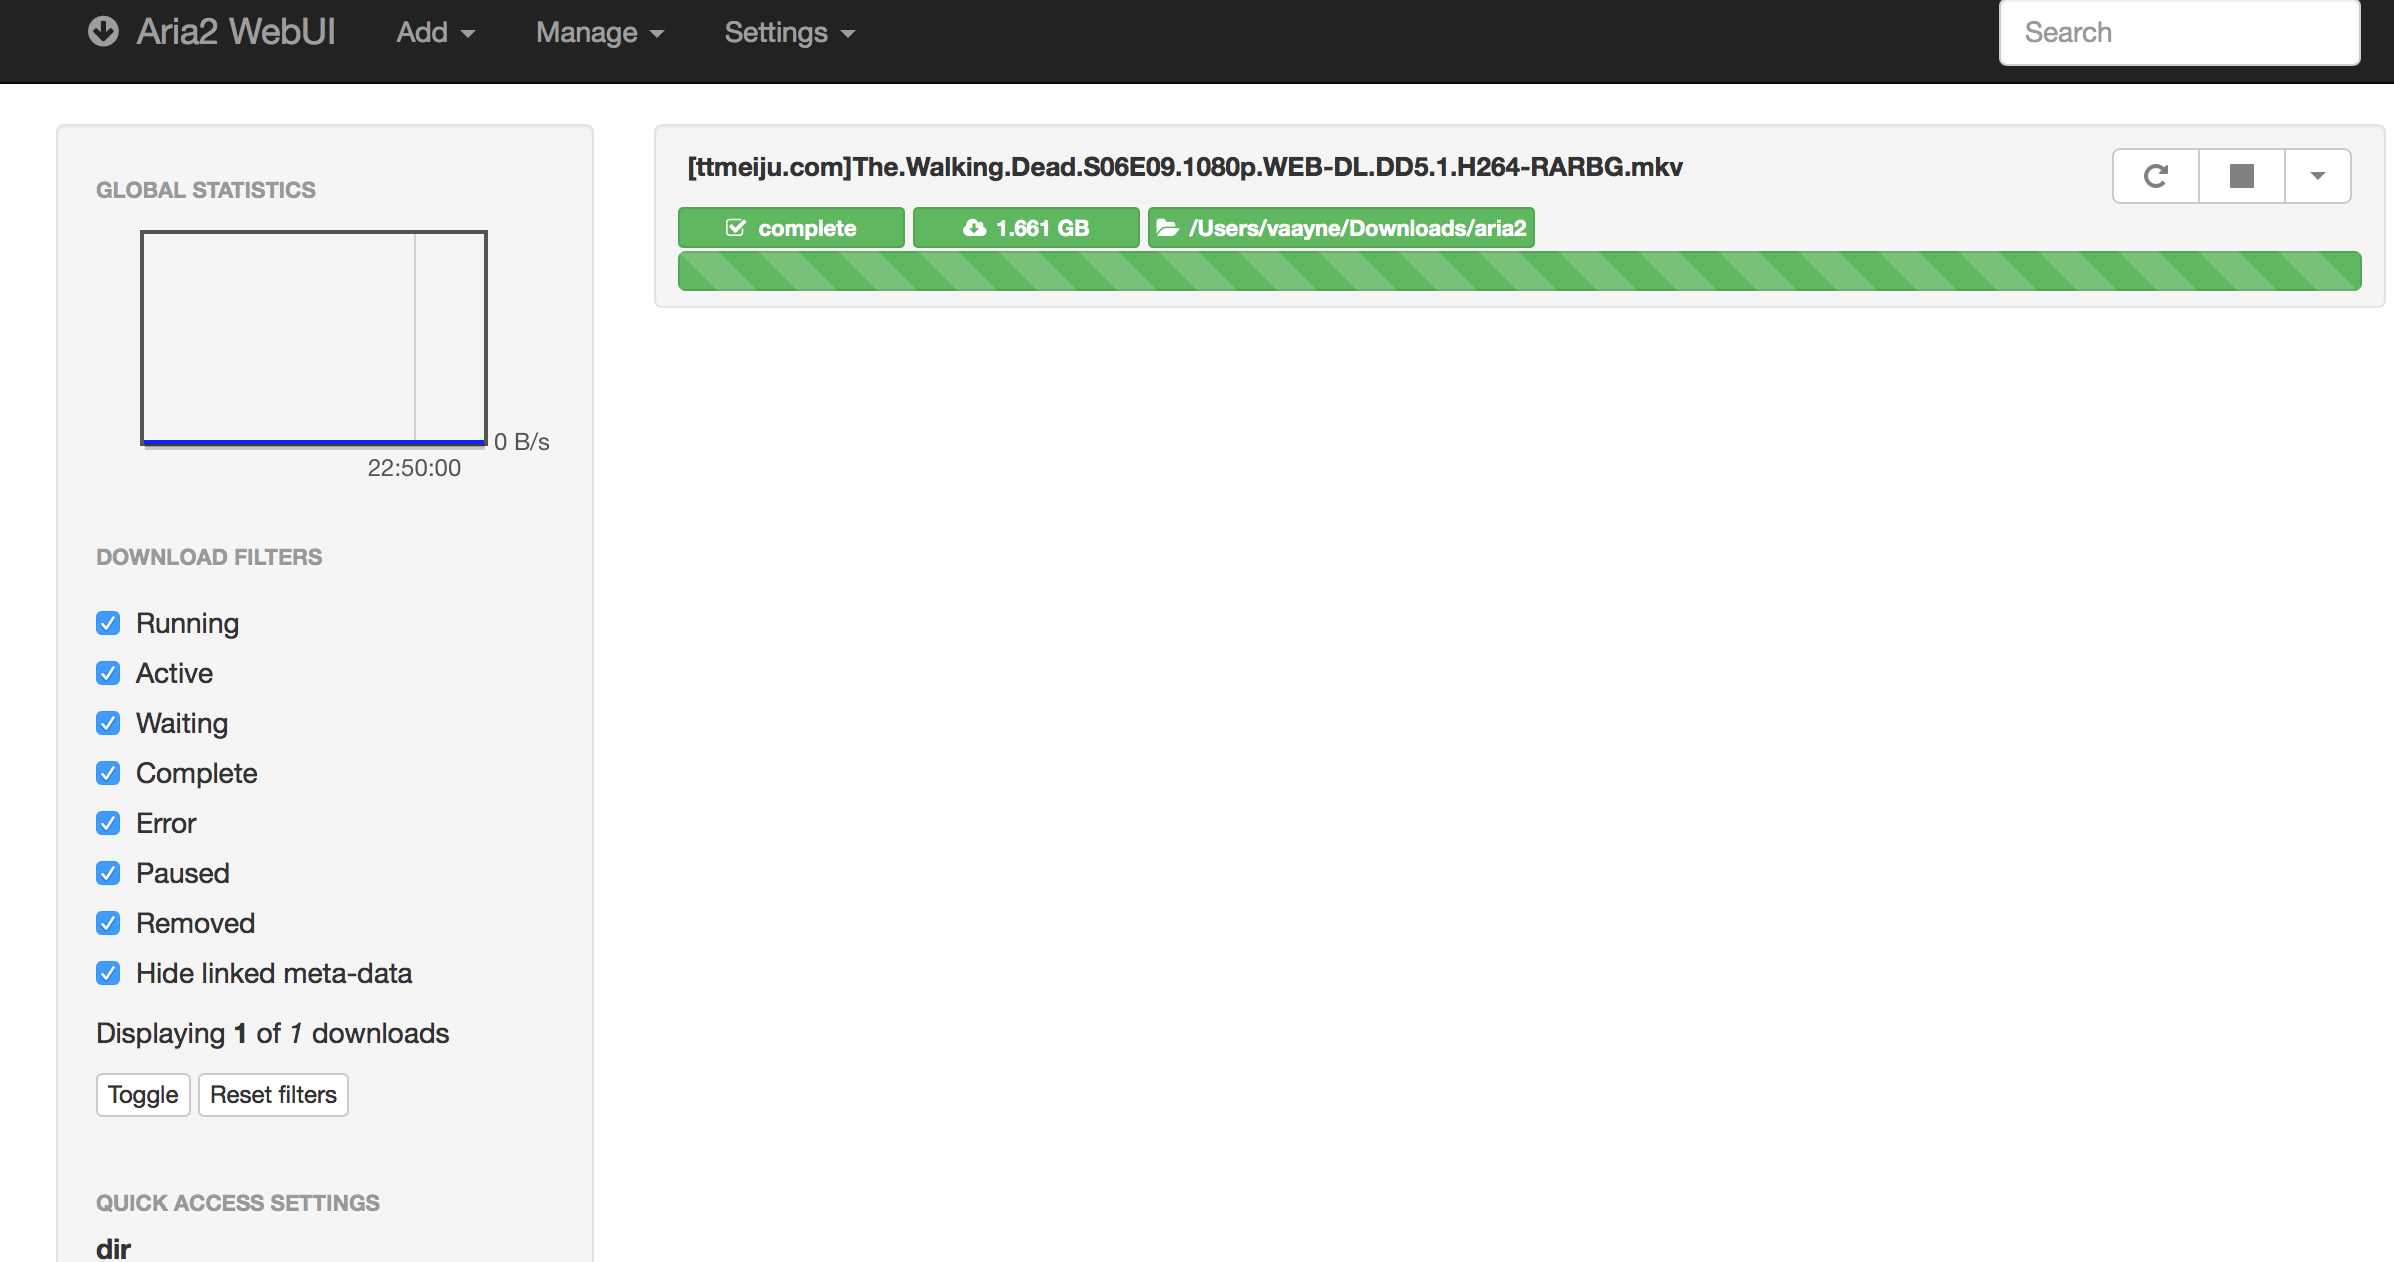 Aria2 WebUI Add Manage Settings Search
GLOBAL STATISTICS
0 B/s
22:50:00
DOWNLOAD FILTERS
Running
Active
Waiting
Complete
Error
Paused
Removed
Hide linked meta-data
Displaying 1 of 1 downloads
Toggle Reset filters
QUICK ACCESS SETTINGS
dir
[ttmeiju.com]The.Walking.Dead.S06E09.1080p.WEB-DL.DD5.1.H264-RARBG.mkv
complete 1.661 GB /Users/vaayne/Downloads/aria2